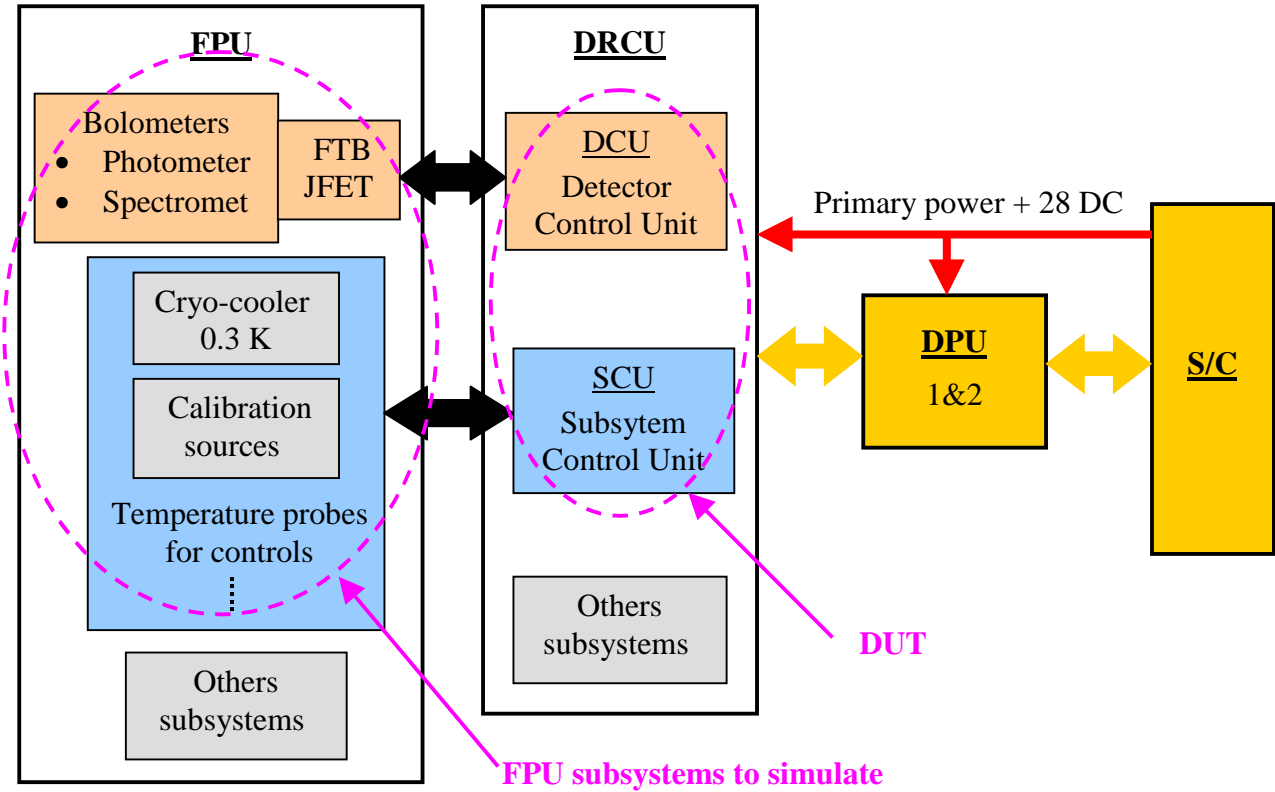 FPU
Bolometers
• Photometer
• Spectromet
FTB
JFET
Cryo-cooler
0.3 K
Calibration
sources
Temperature probes
for controls
Others
subsystems
DRCU
DCU
Detector
Control Unit
SCU
Subsytem
Control Unit
Others
subsystems
Primary power + 28 DC
DPU
1&2
S/C
DUT
FPU subsystems to simulate